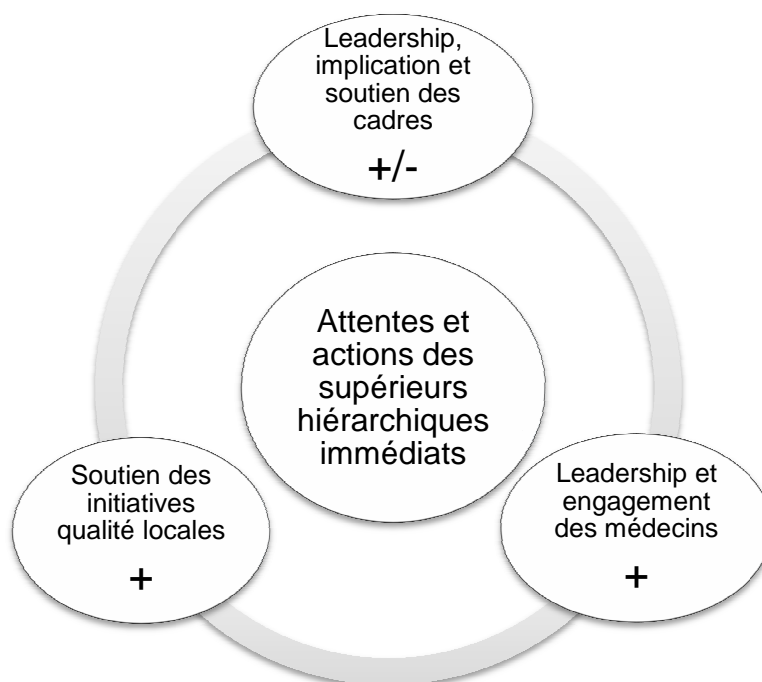 Leadership,
implication et
soutien des
cadres
+/-
Attentes et
actions des
supérieurs
hiérarchiques
immédiats
Soutien des
initiatives
qualité locales
+
Leadership et
engagement
des médecins
+